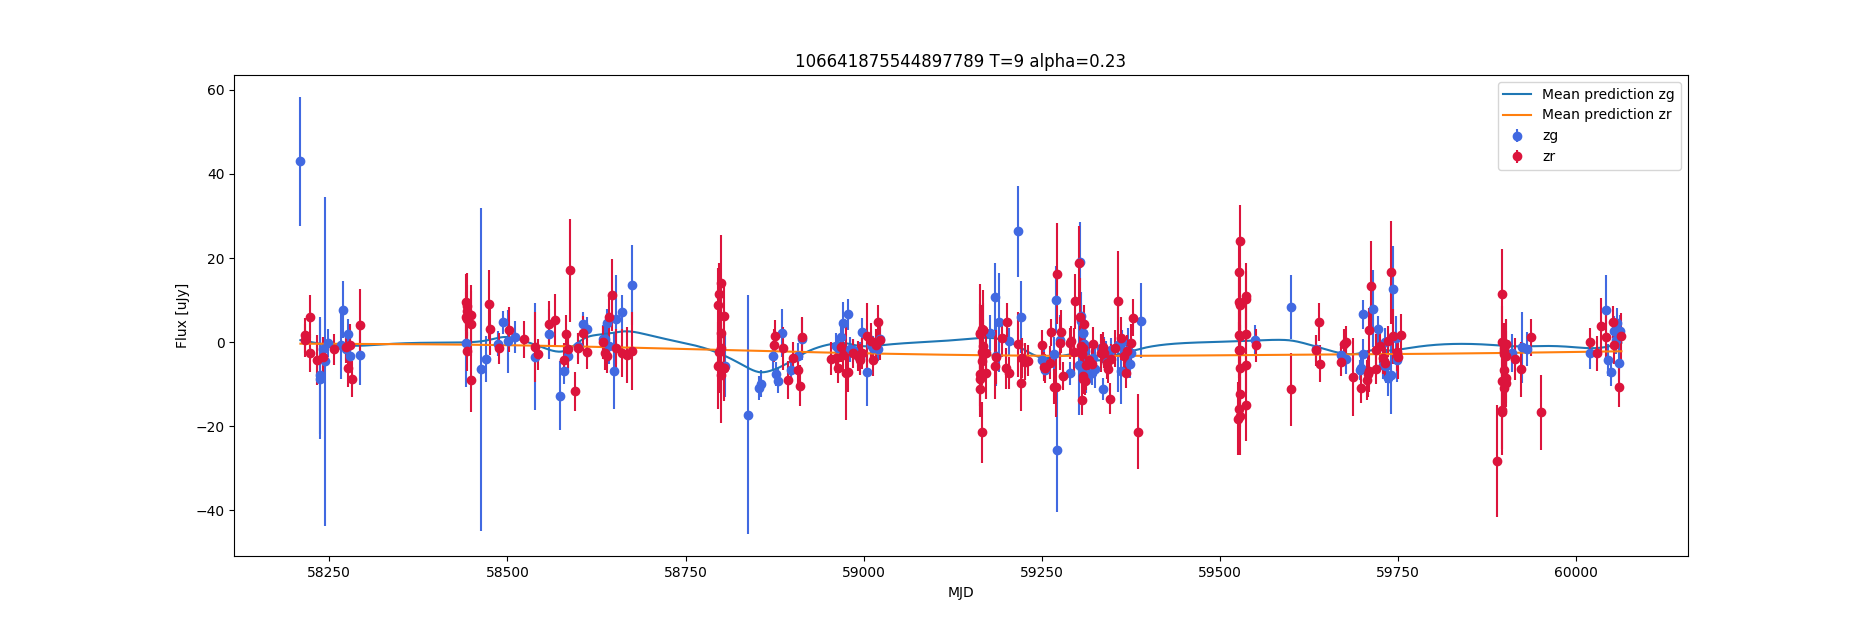 106641875544897789 T=9 alpha=0.23
60
40
20
0
−20
−40
Flux [uJy]
58250
58500
58750
59000
59250
59500
59750
60000
MJD
Mean prediction zg
Mean prediction zr
zg
zr